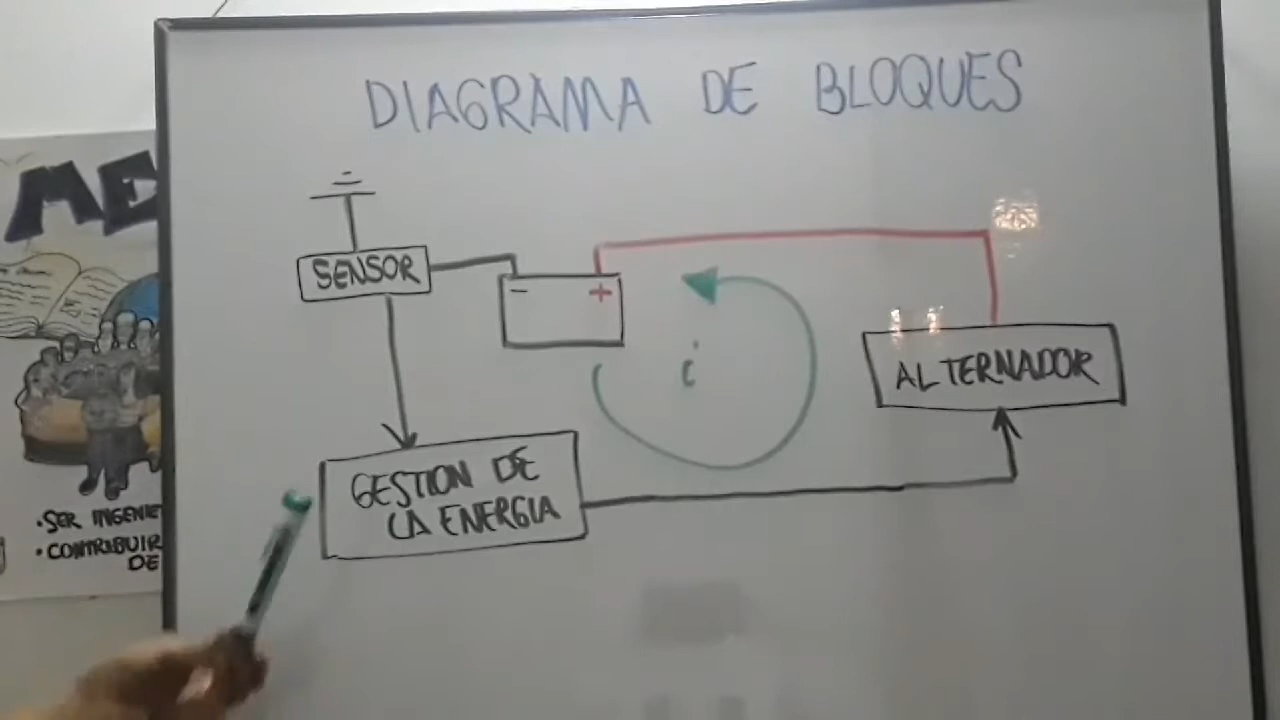 DIAGRAMA DE BLOQUES
SENSOR
- +
i
ALTERNADOR
GESTION DE
LA ENERGIA
ME
·SER INGENIE
·CONTRIBUIR
DE